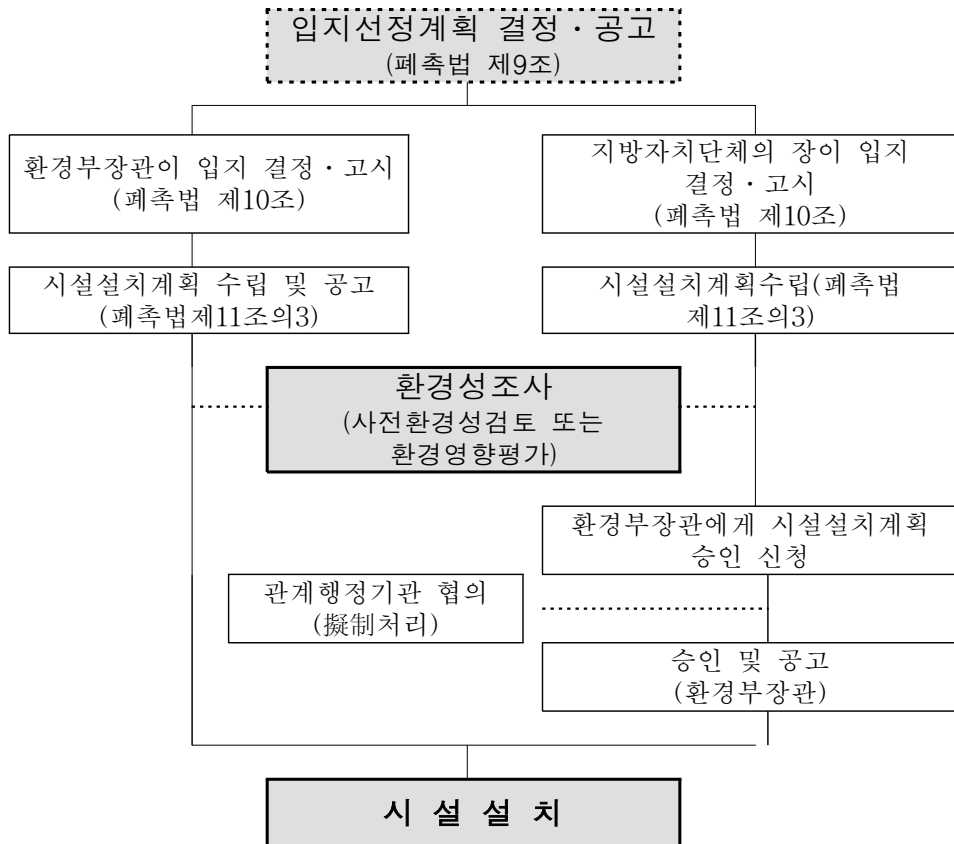 입지선정계획 결정·공고
(폐촉법 제9조)
환경부장관이 입지 결정·고시
(폐촉법 제10조)
지방자치단체의 장이 입지
결정·고시
(폐촉법 제10조)
시설설치계획 수립 및 공고
(폐촉법제11조의3)
시설설치계획수립(폐촉법
제11조의3)
환경성조사
(사전환경성검토 또는
환경영향평가)
환경부장관에게 시설설치계획
승인 신청
관계행정기관 협의
(擬制처리)
승인 및 공고
(환경부장관)
시 설 설 치